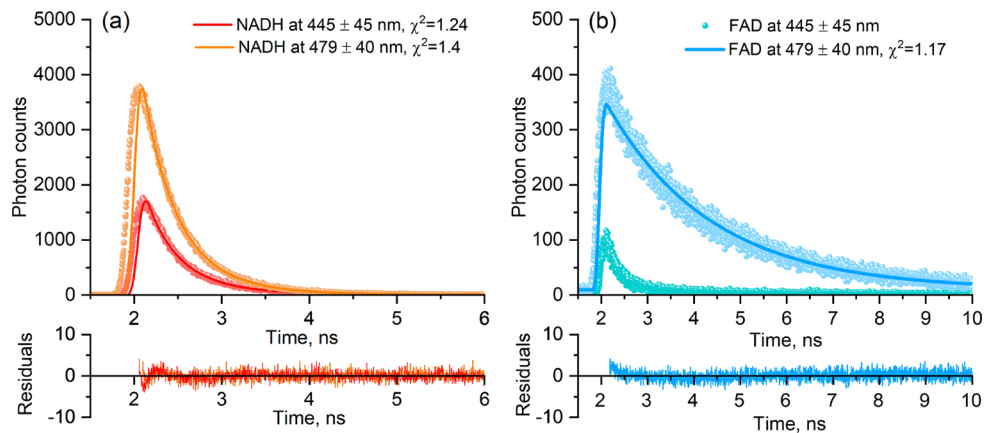 (a)
NADH at 445 ± 45 nm, χ²=1.24
NADH at 479 ± 40 nm, χ²=1.4
5000
4000
3000
2000
1000
0
Photon counts
2 3 4 5 6
Time, ns
10
0
-10
Residuals
2 3 4 5 6
Time, ns
(b)
FAD at 445 ± 45 nm
FAD at 479 ± 40 nm, χ²=1.17
500
400
300
200
100
0
Photon counts
2 3 4 5 6 7 8 9 10
Time, ns
10
0
-10
Residuals
2 3 4 5 6 7 8 9 10
Time, ns